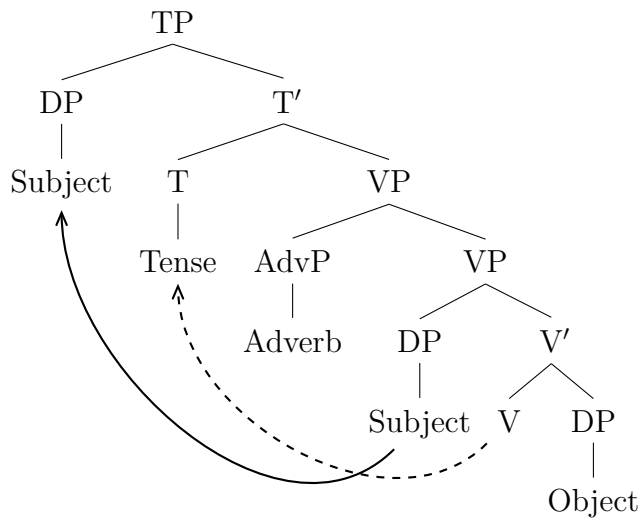 TP
DP T′
Subject T VP
Tense AdvP VP
Adverb DP V′
Subject V DP
Object